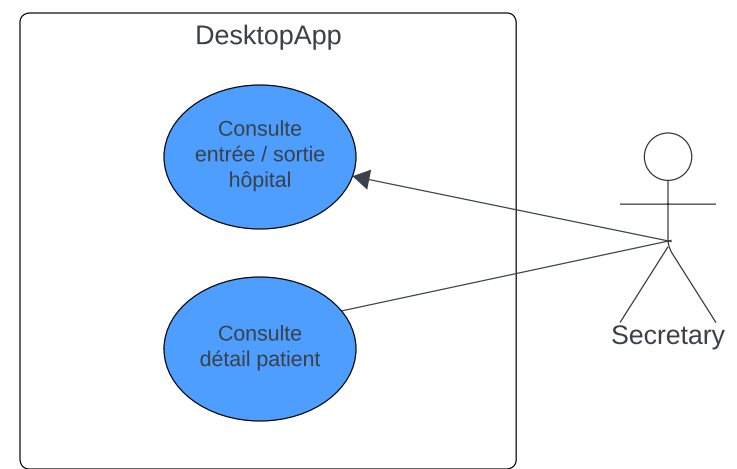 DesktopApp
Consulte
entrée / sortie
hôpital
Consulte
détail patient
Secretary